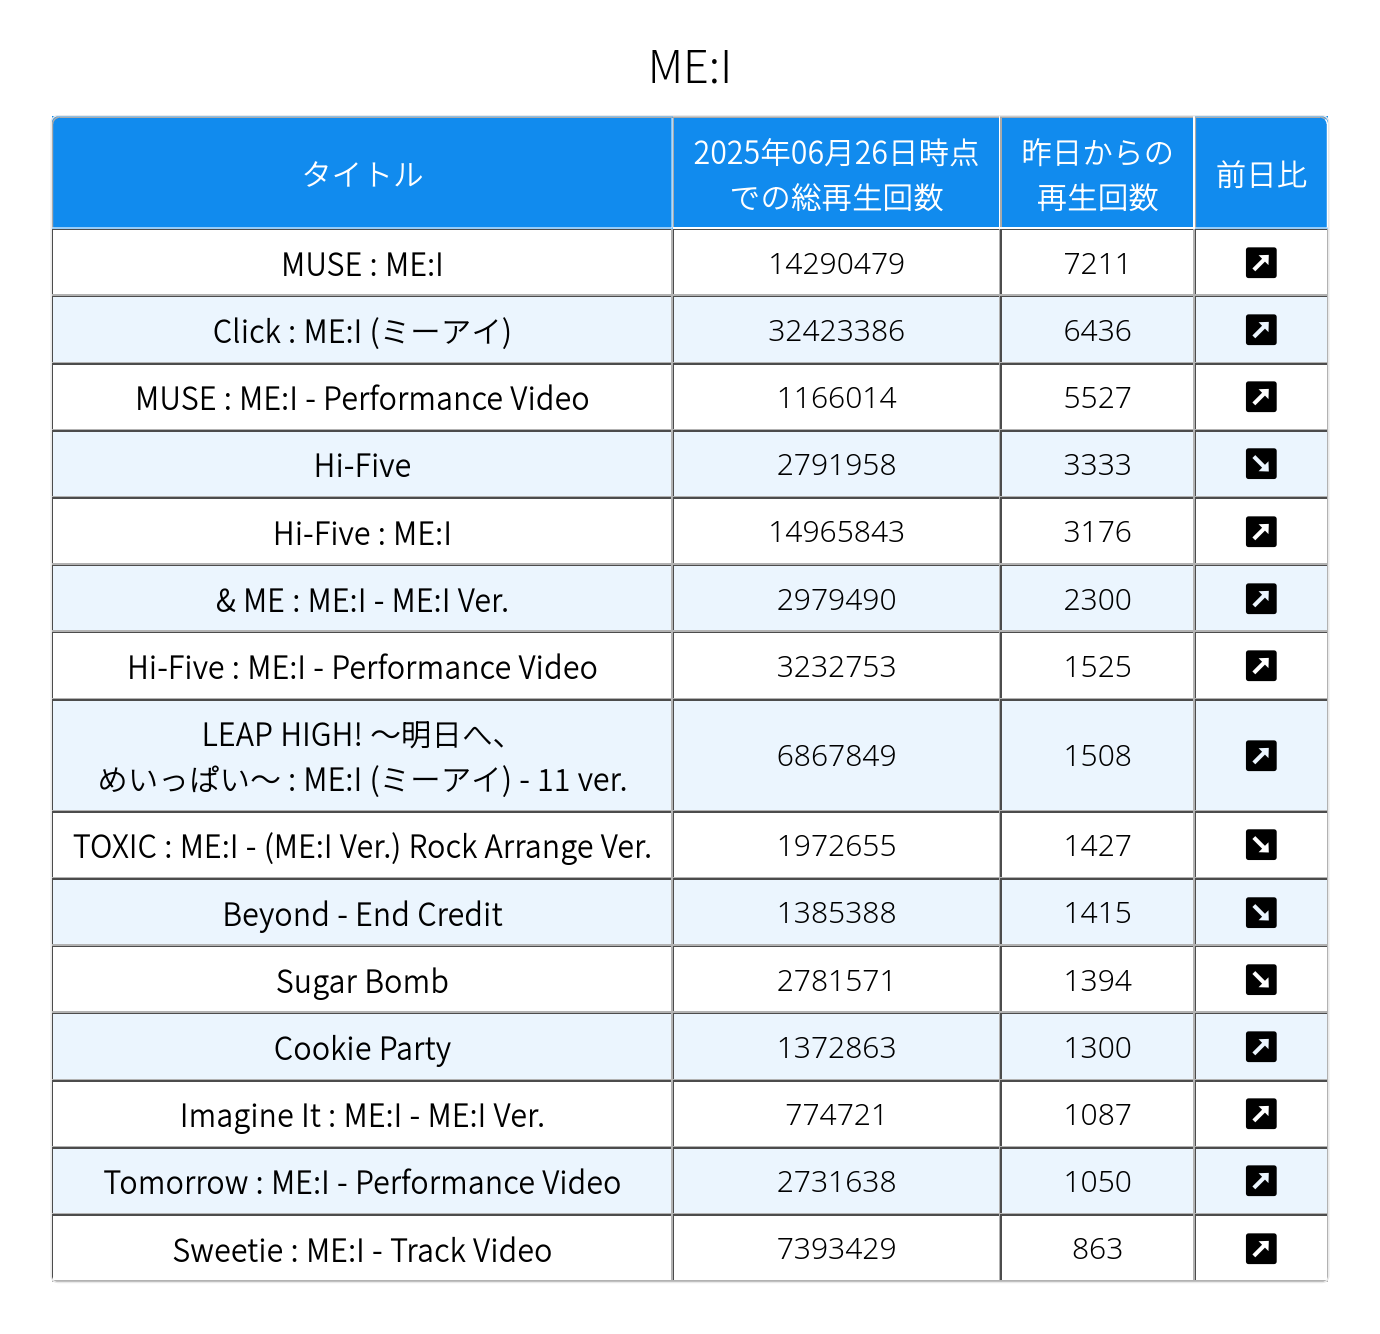 ME:I
タイトル
2025年06月26日時点
での総再生回数
昨日からの
再生回数
前日比
MUSE : ME:I 14290479 7211
Click : ME:I (ミーアイ) 32423386 6436
MUSE : ME:I - Performance Video 1166014 5527
Hi-Five 2791958 3333
Hi-Five : ME:I 14965843 3176
& ME : ME:I - ME:I Ver. 2979490 2300
Hi-Five : ME:I - Performance Video 3232753 1525
LEAP HIGH! ～明日へ、
めいっぱい～ : ME:I (ミーアイ) - 11 ver. 6867849 1508
TOXIC : ME:I - (ME:I Ver.) Rock Arrange Ver. 1972655 1427
Beyond - End Credit 1385388 1415
Sugar Bomb 2781571 1394
Cookie Party 1372863 1300
Imagine It : ME:I - ME:I Ver. 774721 1087
Tomorrow : ME:I - Performance Video 2731638 1050
Sweetie : ME:I - Track Video 7393429 863